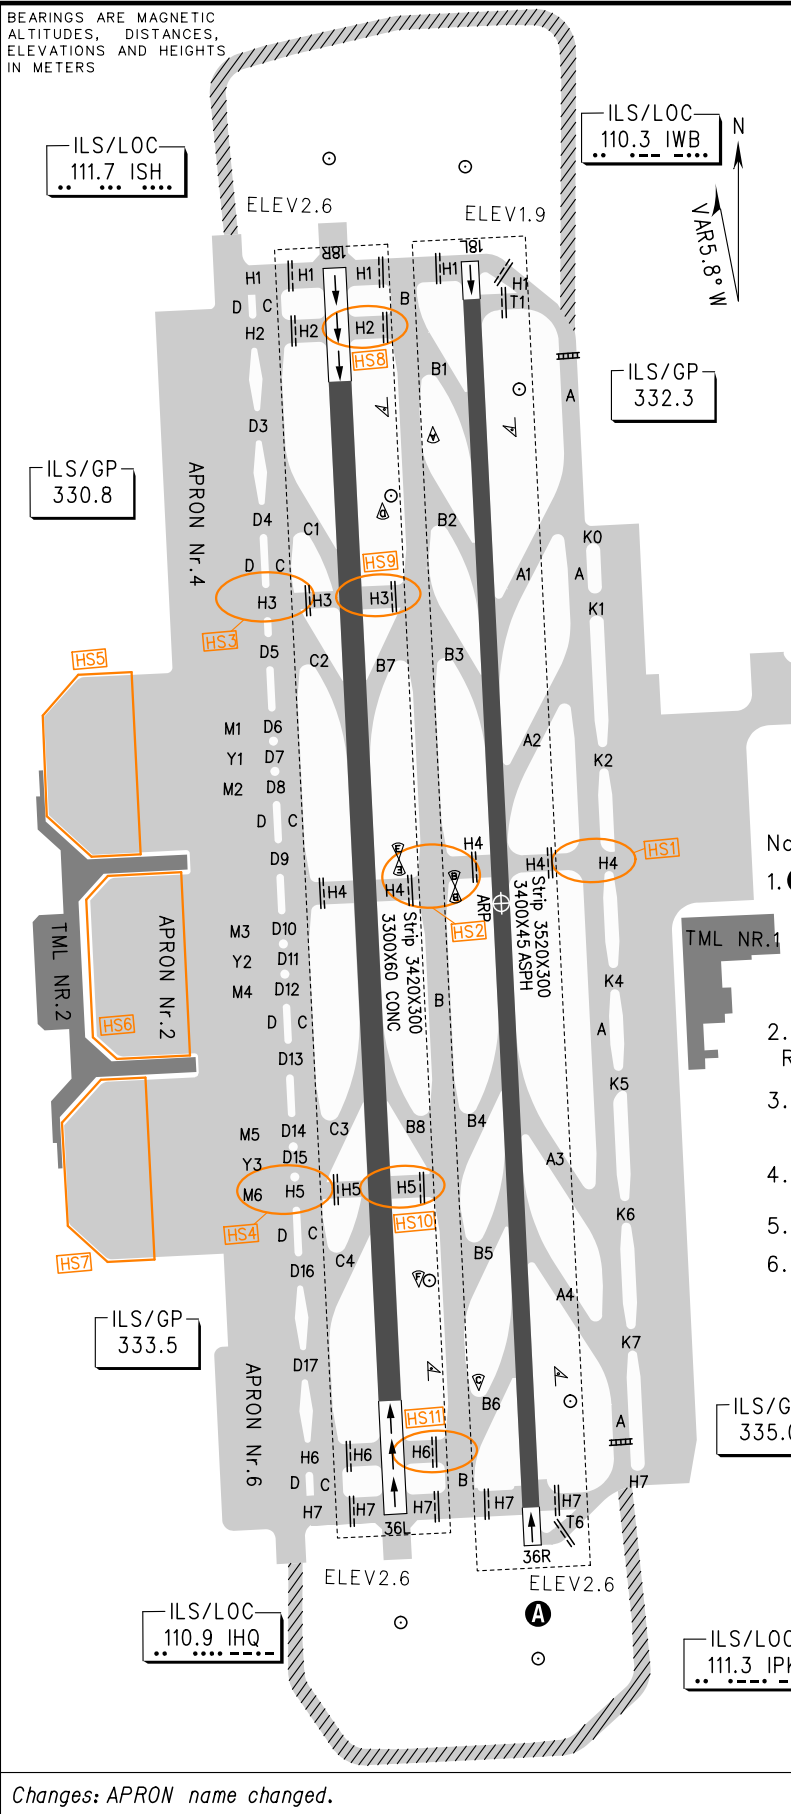 BEARINGS ARE MAGNETIC
ALTITUDES, DISTANCES,
ELEVATIONS AND HEIGHTS
IN METERS
ILS/LOC
111.7 ISH
ILS/LOC
110.3 IWB
N
VAR5.8° W
ELEV2.6
ELEV1.9
18R
18L
H1
H1
H1
H1
H1
T1
D
C
B
H2
H2
H2
HS8
B1
A
ILS/GP
332.3
D3
ILS/GP
330.8
APRON Nr.4
D4
C1
B2
K0
D
C
HS9
A1
A
H3
H3
H3
K1
HS3
D5
C2
B7
B3
HS5
M1
D6
A2
Y1
D7
K2
M2
D8
D
C
D9
H4
H4
H4
HS1
H4
H4
No
1.
Strip 3520X300
3400X45 ASPH
ARP
Strip 3420X300
3300X60 CONC
HS2
TML NR.2
APRON Nr.2
M3
D10
TML NR.1
Y2
D11
M4
D12
K4
B
HS6
D
C
A
2.
R
D13
K5
3.
M5
D14
C3
B8
B4
Y3
D15
A3
4.
M6
H5
H5
H5
HS4
HS10
K6
5.
D
C
HS7
C4
B5
6.
D16
F
A4
ILS/GP
333.5
K7
D17
APRON Nr.6
C
B6
ILS/G
335.0
HS11
A
H6
H6
H6
D
C
B
H7
H7
H7
H7
H7
H7
T6
36L
36R
ELEV2.6
ELEV2.6
A
ILS/LOC
110.9 IHQ
ILS/LOC
111.3 IPK
Changes: APRON name changed.